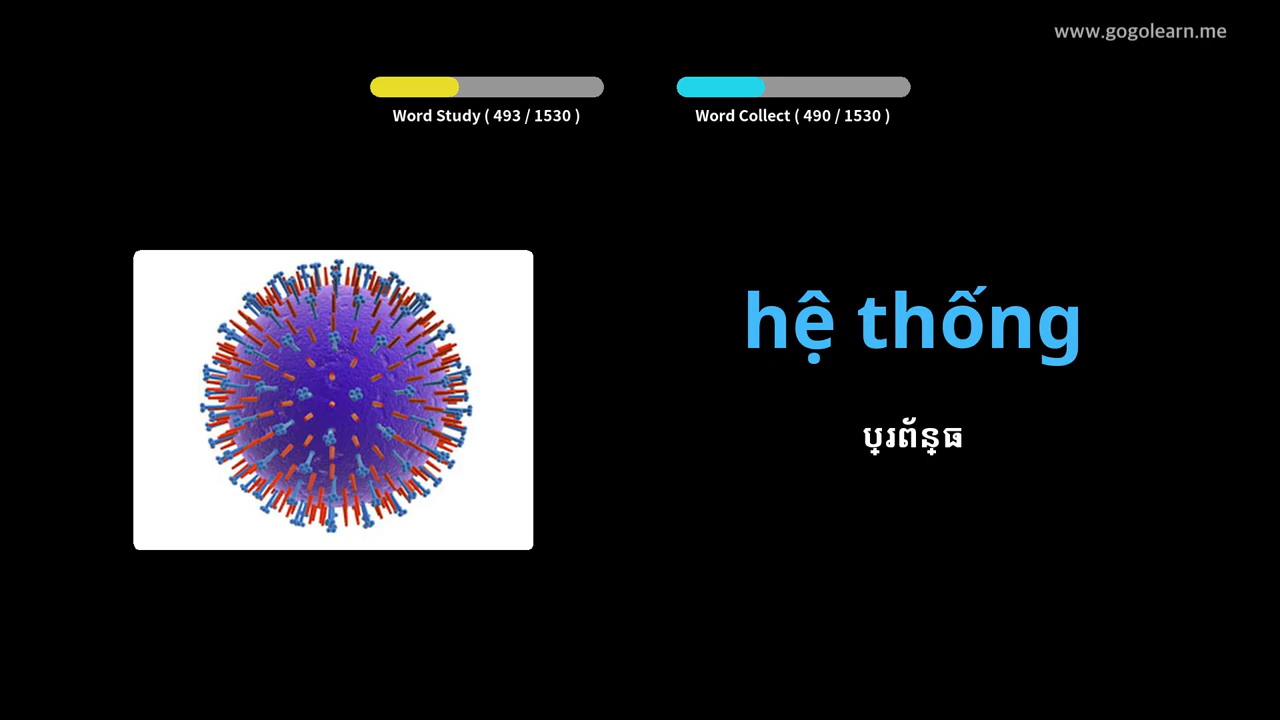 www.gogolearn.me
Word Study ( 493 / 1530 )
Word Collect ( 490 / 1530 )
hệ thống
ប្រព័ន្ធ